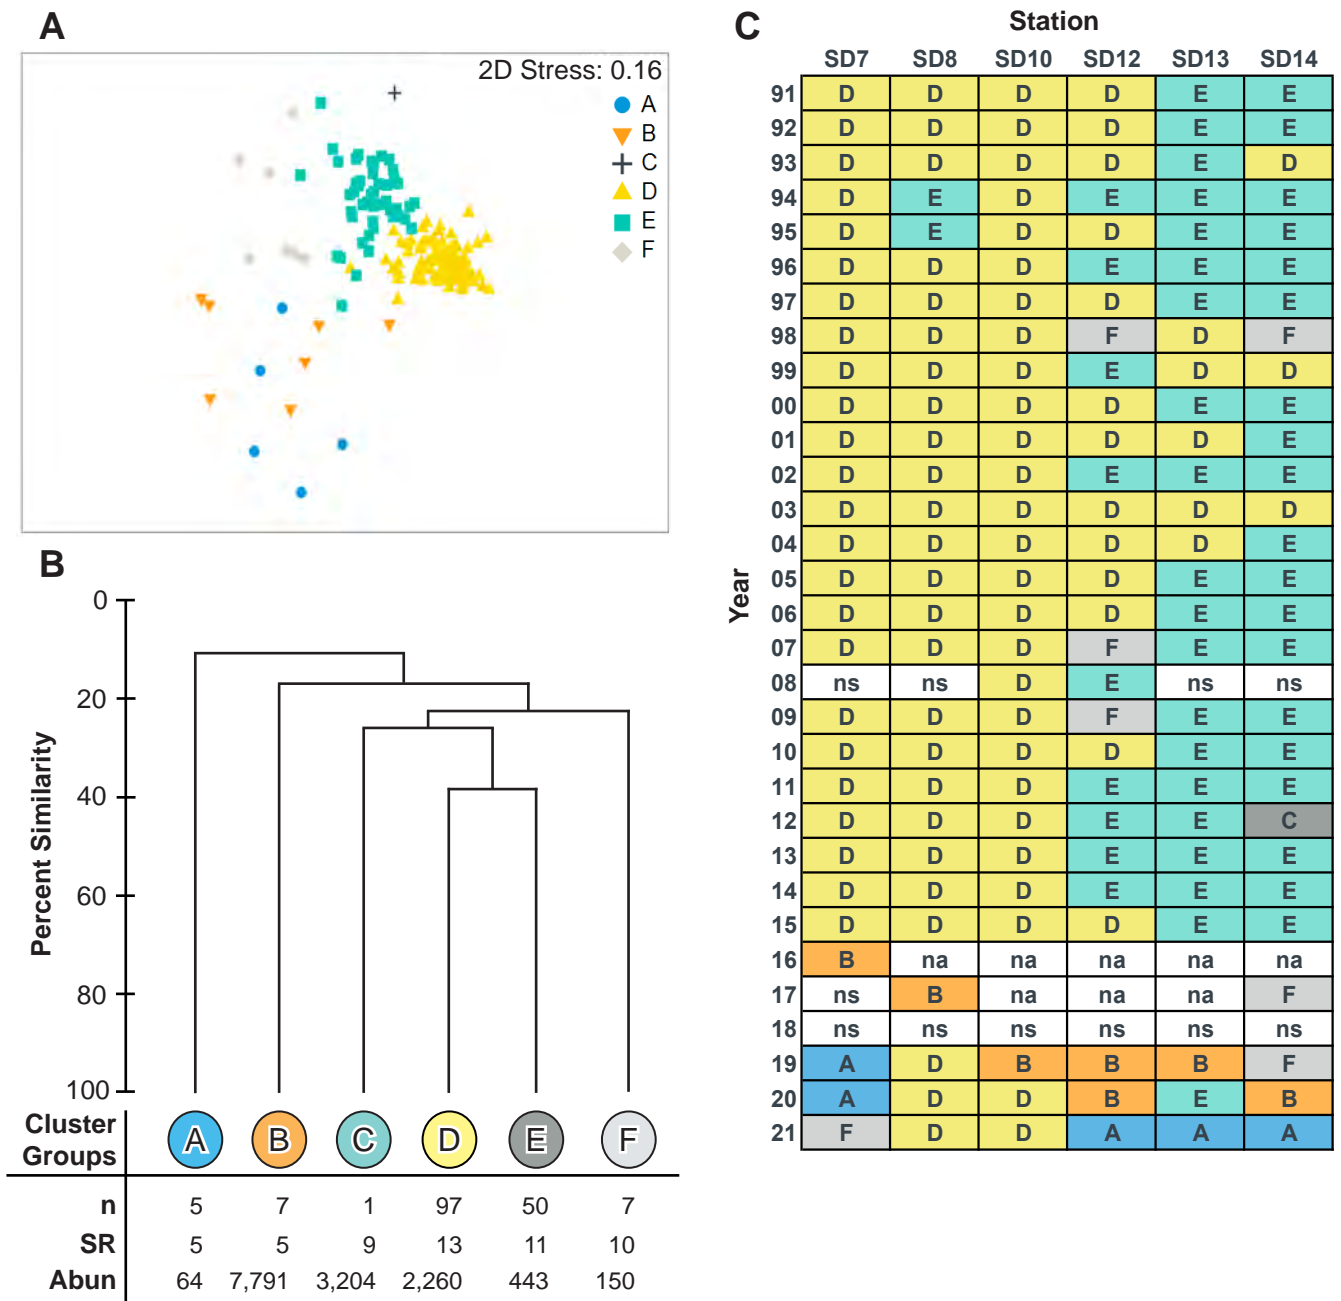 A
2D Stress: 0.16
A
B
C
D
E
F
B
0
20
40
60
80
100
Percent Similarity
Cluster Groups A B C D E F
n 5 7 1 97 50 7
SR 5 5 9 13 11 10
Abun 64 7,791 3,204 2,260 443 150
C
Station
SD7 SD8 SD10 SD12 SD13 SD14
Year
91 D D D D E E
92 D D D D E E
93 D D D D E D
94 D E D E E E
95 D E D D E E
96 D D D E E E
97 D D D D E E
98 D D D F D F
99 D D D E D D
00 D D D D E E
01 D D D D D E
02 D D D E E E
03 D D D D D D
04 D D D D D E
05 D D D D E E
06 D D D D E E
07 D D D F E E
08 ns ns D E ns ns
09 D D D F E E
10 D D D D E E
11 D D D E E E
12 D D D E E C
13 D D D E E E
14 D D D E E E
15 D D D D E E
16 B na na na na na
17 ns B na na na F
18 ns ns ns ns ns ns
19 A D B B B F
20 A D D B E B
21 F D D A A A